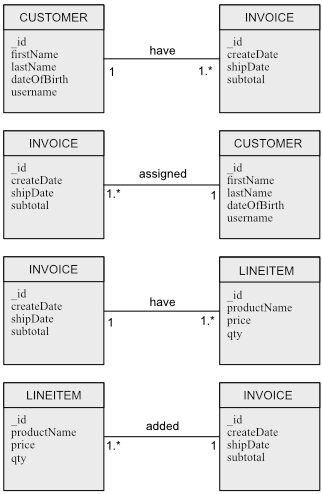 CUSTOMER
_id
firstName
lastName
dateOfBirth
username
have
1
1.*
INVOICE
_id
createDate
shipDate
subtotal
INVOICE
_id
createDate
shipDate
subtotal
assigned
1.*
1
CUSTOMER
_id
firstName
lastName
dateOfBirth
username
INVOICE
_id
createDate
shipDate
subtotal
have
1
1.*
LINEITEM
_id
productName
price
qty
LINEITEM
_id
productName
price
qty
added
1.*
1
INVOICE
_id
createDate
shipDate
subtotal